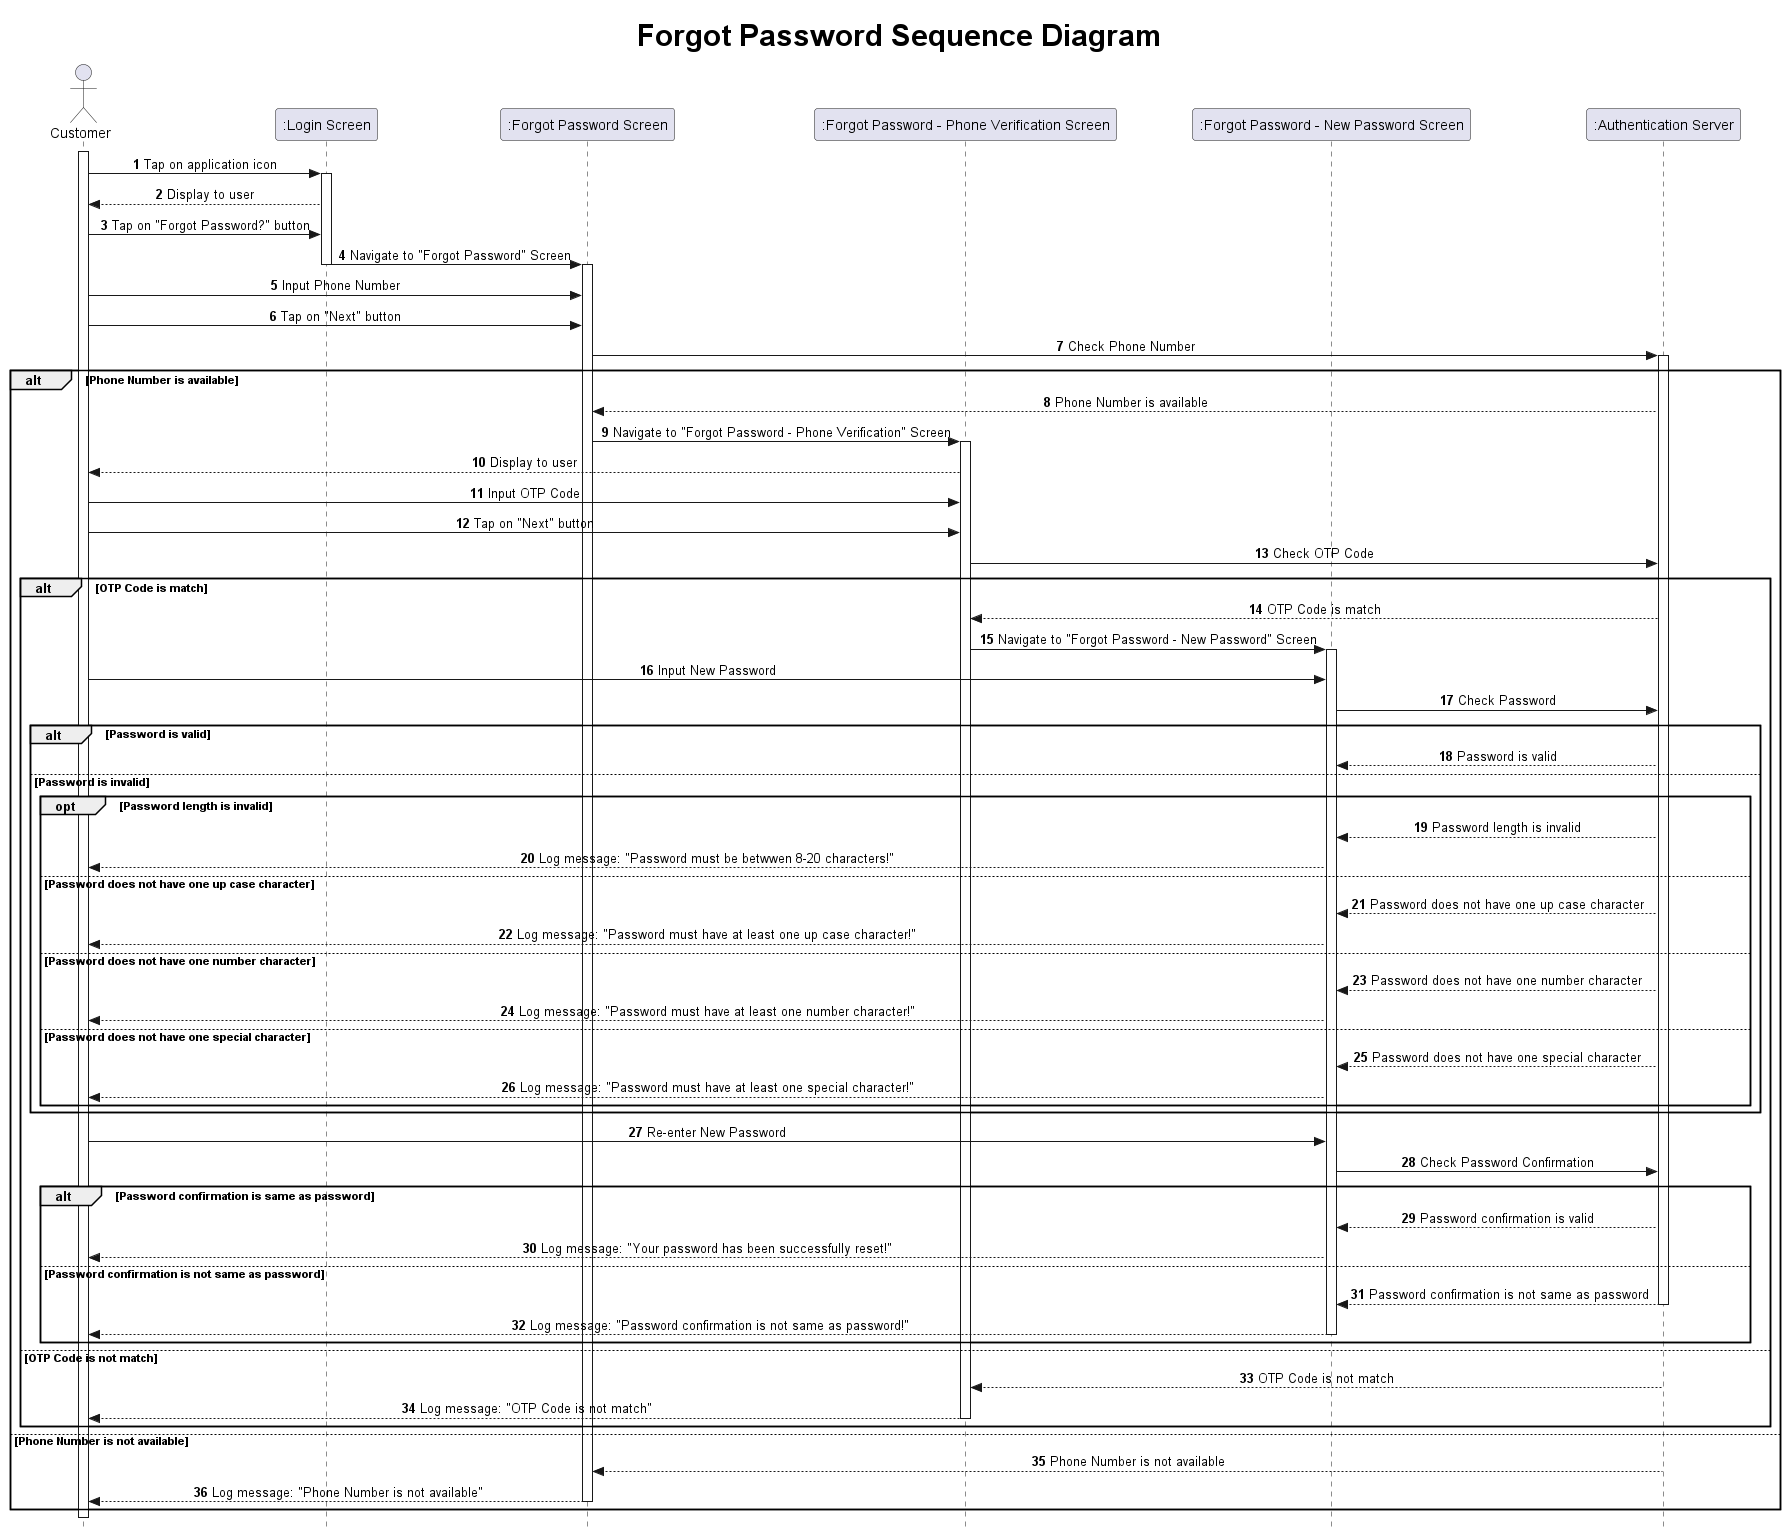 Forgot Password Sequence Diagram
Customer
:Login Screen
:Forgot Password Screen
:Forgot Password - Phone Verification Screen
:Forgot Password - New Password Screen
:Authentication Server
1 Tap on application icon
2 Display to user
3 Tap on "Forgot Password?" button
4 Navigate to "Forgot Password" Screen
5 Input Phone Number
6 Tap on "Next" button
7 Check Phone Number
alt [Phone Number is available]
8 Phone Number is available
9 Navigate to "Forgot Password - Phone Verification" Screen
10 Display to user
11 Input OTP Code
12 Tap on "Next" button
13 Check OTP Code
alt [OTP Code is match]
14 OTP Code is match
15 Navigate to "Forgot Password - New Password" Screen
16 Input New Password
17 Check Password
alt [Password is valid]
18 Password is valid
[Password is invalid]
opt [Password length is invalid]
19 Password length is invalid
20 Log message: "Password must be betwwen 8-20 characters!"
[Password does not have one up case character]
21 Password does not have one up case character
22 Log message: "Password must have at least one up case character!"
[Password does not have one number character]
23 Password does not have one number character
24 Log message: "Password must have at least one number character!"
[Password does not have one special character]
25 Password does not have one special character
26 Log message: "Password must have at least one special character!"
27 Re-enter New Password
28 Check Password Confirmation
alt [Password confirmation is same as password]
29 Password confirmation is valid
30 Log message: "Your password has been successfully reset!"
[Password confirmation is not same as password]
31 Password confirmation is not same as password
32 Log message: "Password confirmation is not same as password!"
[OTP Code is not match]
33 OTP Code is not match
34 Log message: "OTP Code is not match"
[Phone Number is not available]
35 Phone Number is not available
36 Log message: "Phone Number is not available"